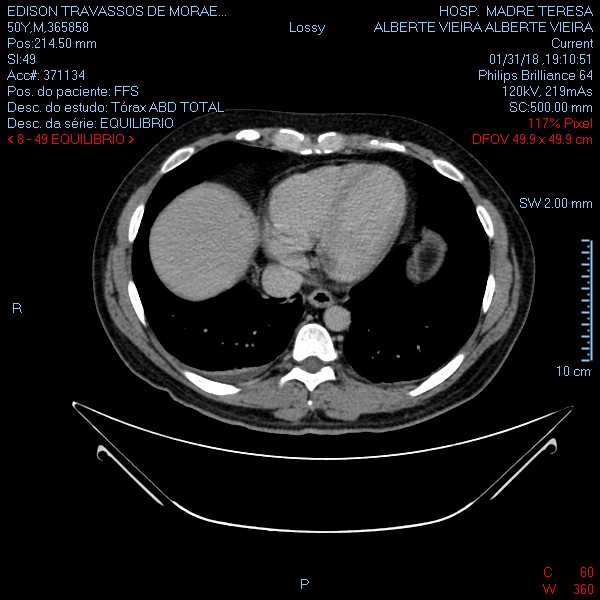 EDISON TRAVASSOS DE MORAE...
50Y,M,365858
Pos:214.50 mm
SI:49
Acc#: 371134
Pos. do paciente: FFS
Desc. do estudo: Tórax ABD TOTAL
Desc. da série: EQUILIBRIO
< 8 - 49 EQUILIBRIO >
Lossy
HOSP. MADRE TERESA
ALBERTE VIEIRA ALBERTE VIEIRA
Current
01/31/18 ,19:10:51
Philips Brilliance 64
120kV, 219mAs
SC:500.00 mm
117% Pixel
DFOV 49.9 x 49.9 cm
SW 2.00 mm
R
10 cm
P
C 60
W 360